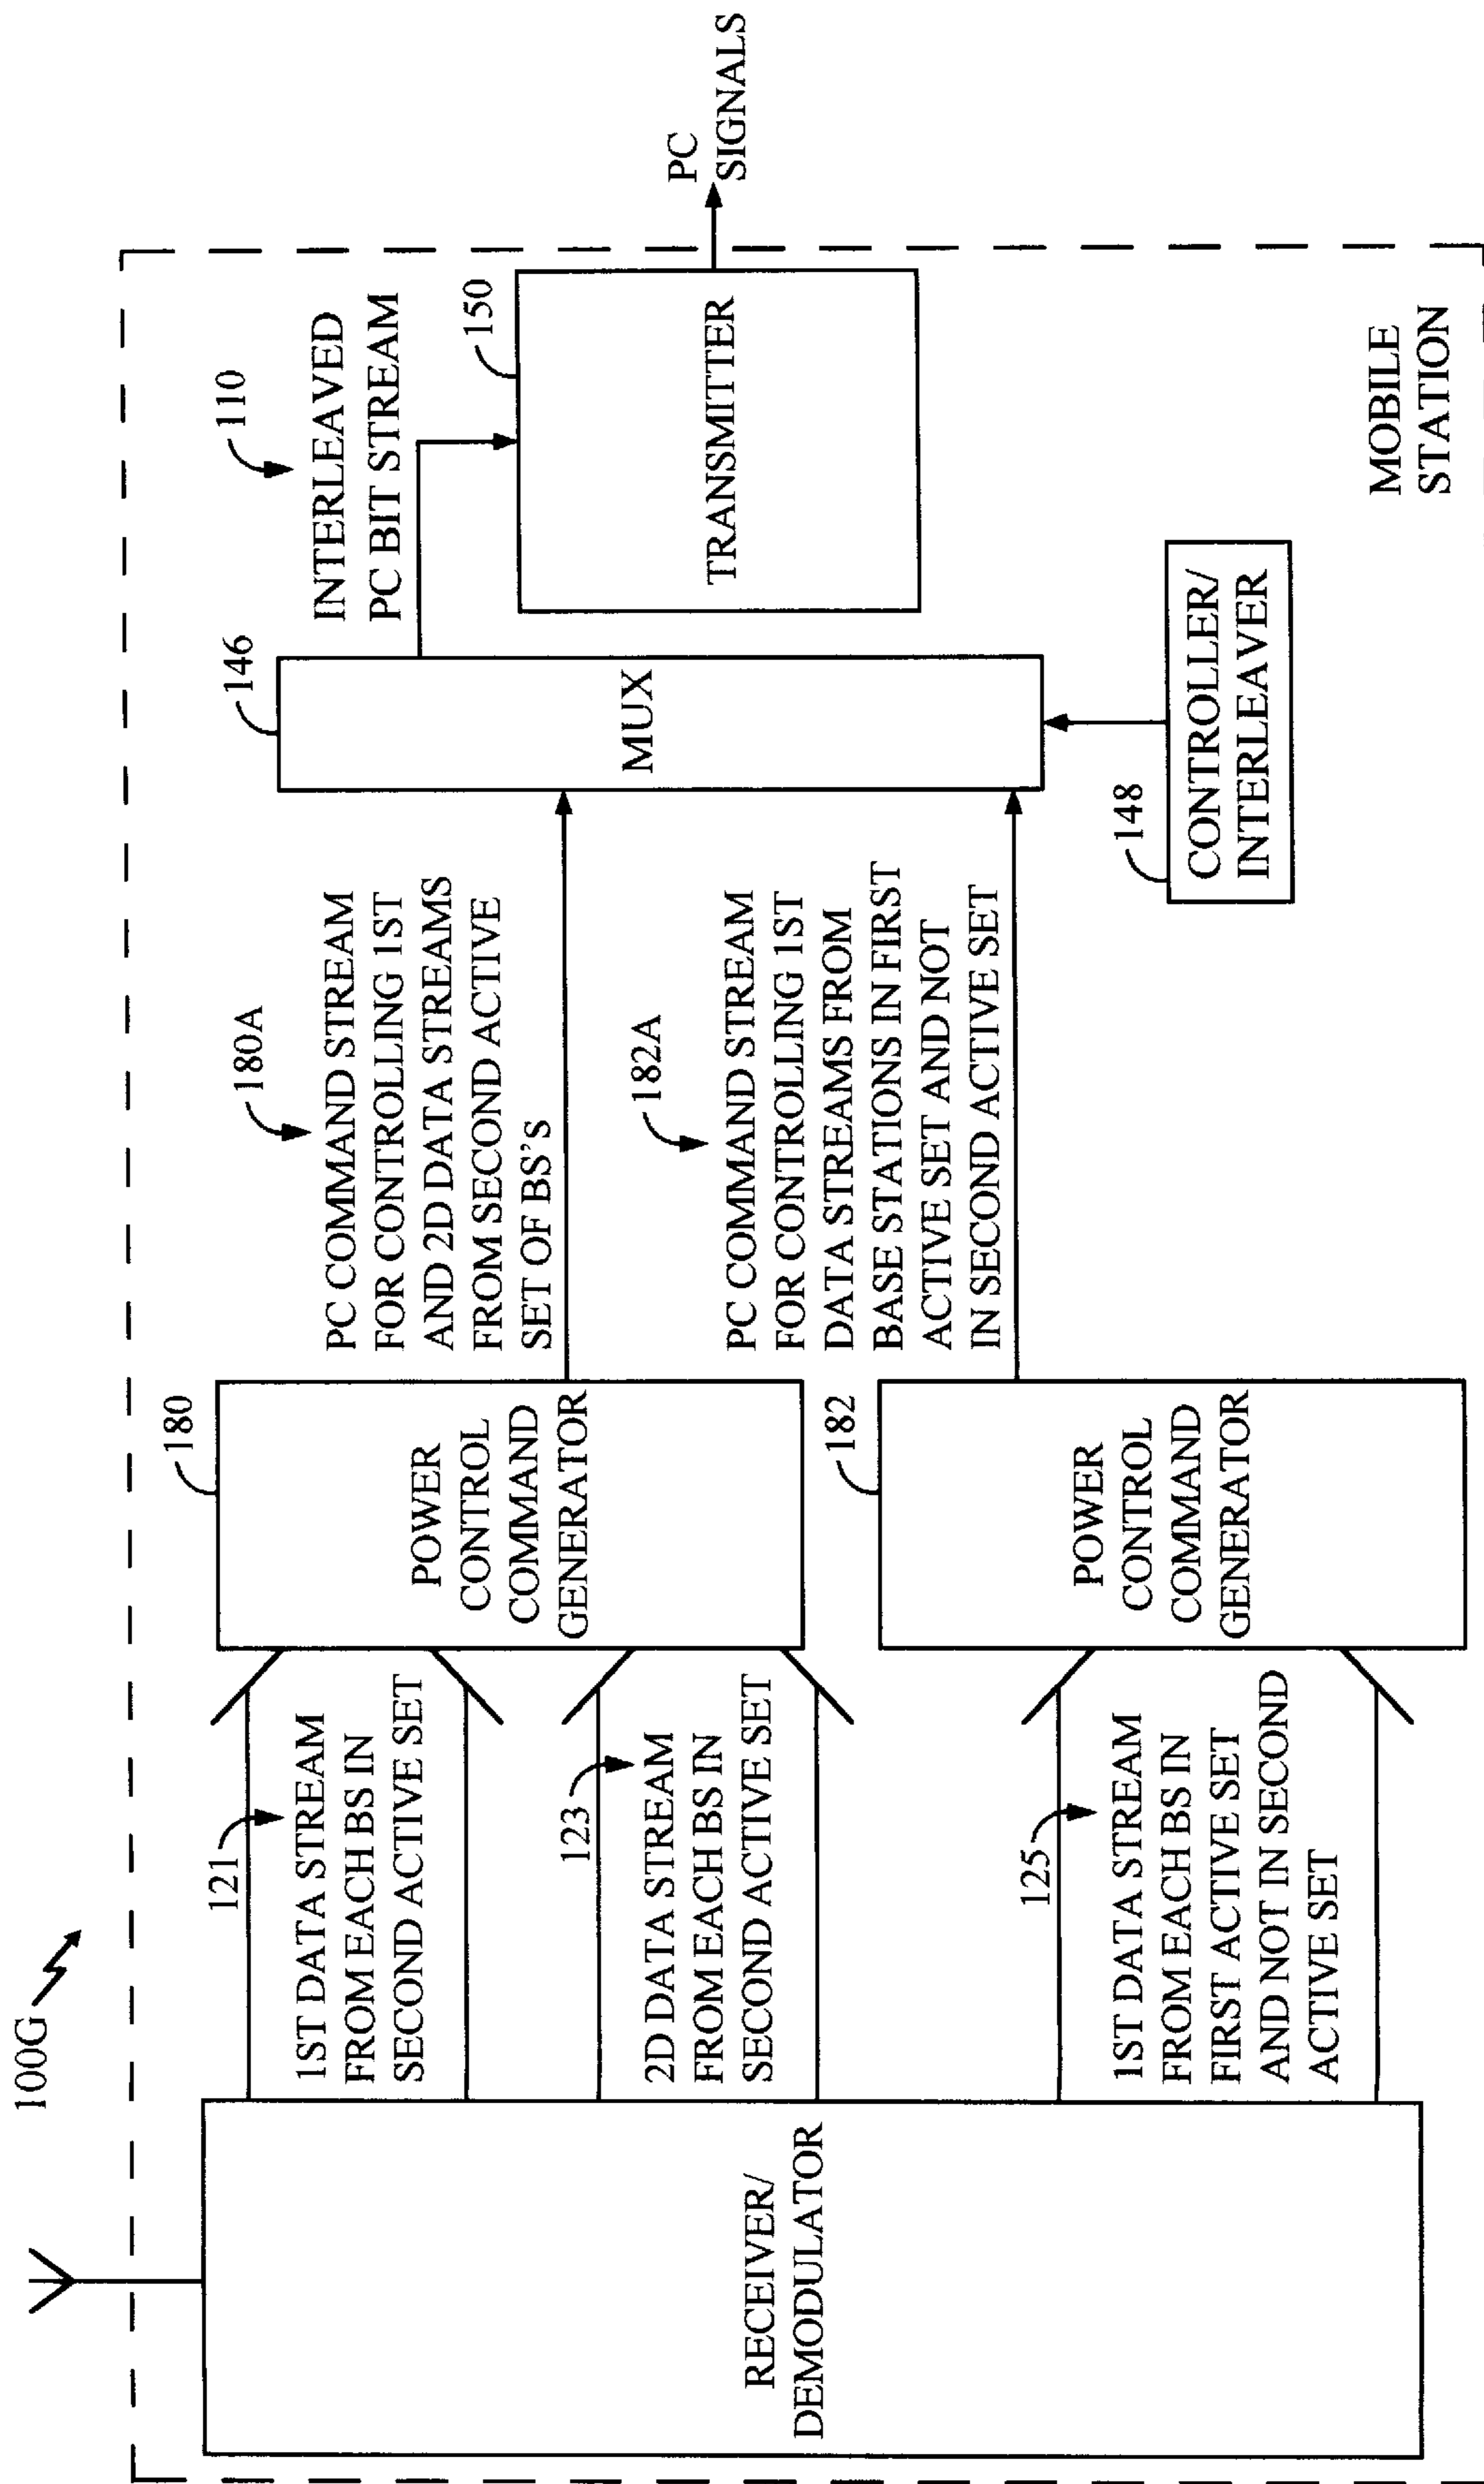 100G
RECEIVER/
DEMODULATOR
121
1ST DATA STREAM
FROM EACH BS IN
SECOND ACTIVE SET
123
2D DATA STREAM
FROM EACH BS IN
SECOND ACTIVE SET
125
1ST DATA STREAM
FROM EACH BS IN
FIRST ACTIVE SET
AND NOT IN SECOND
ACTIVE SET
180
POWER
CONTROL
COMMAND
GENERATOR
182
POWER
CONTROL
COMMAND
GENERATOR
180A
PC COMMAND STREAM
FOR CONTROLLING 1ST
AND 2D DATA STREAMS
FROM SECOND ACTIVE
SET OF BS'S
182A
PC COMMAND STREAM
FOR CONTROLLING 1ST
DATA STREAMS FROM
BASE STATIONS IN FIRST
ACTIVE SET AND NOT
IN SECOND ACTIVE SET
146
MUX
148
CONTROLLER/
INTERLEAVER
110
INTERLEAVED
PC BIT STREAM
150
TRANSMITTER
PC
SIGNALS
MOBILE
STATION